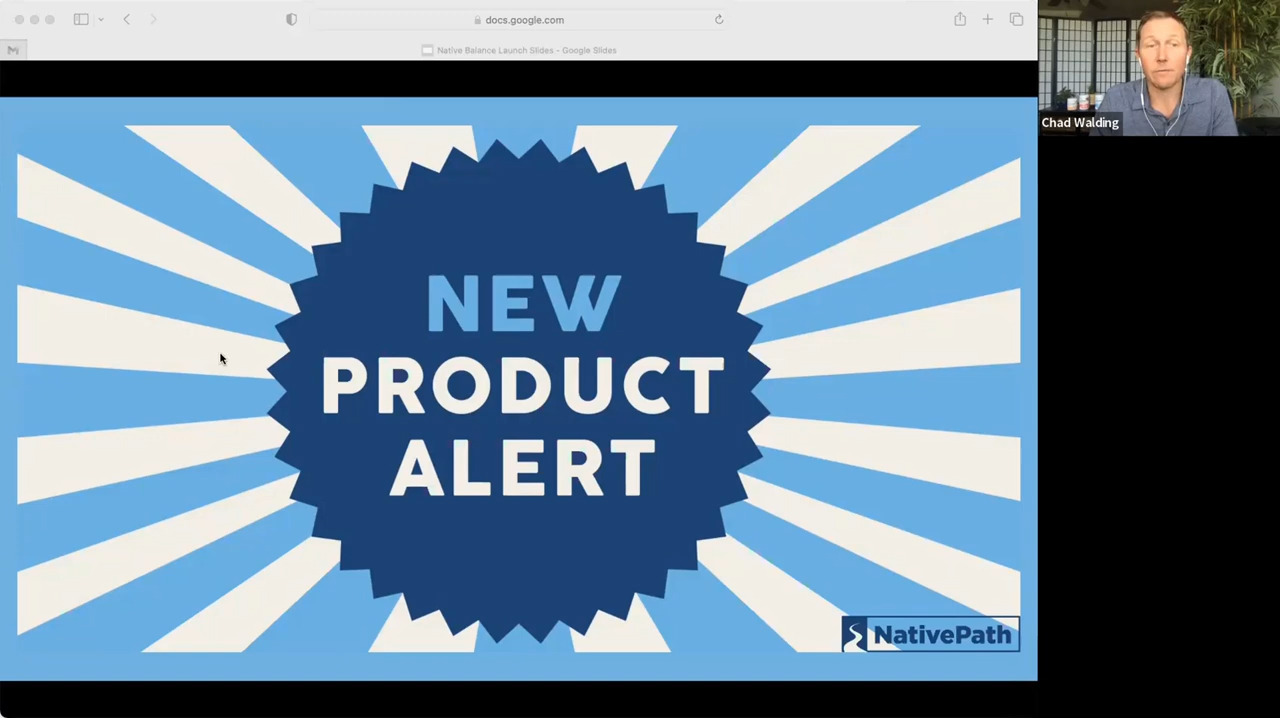 docs.google.com
Native Balance Launch Slides - Google Slides
Chad Walding
NEW
PRODUCT
ALERT
NativePath